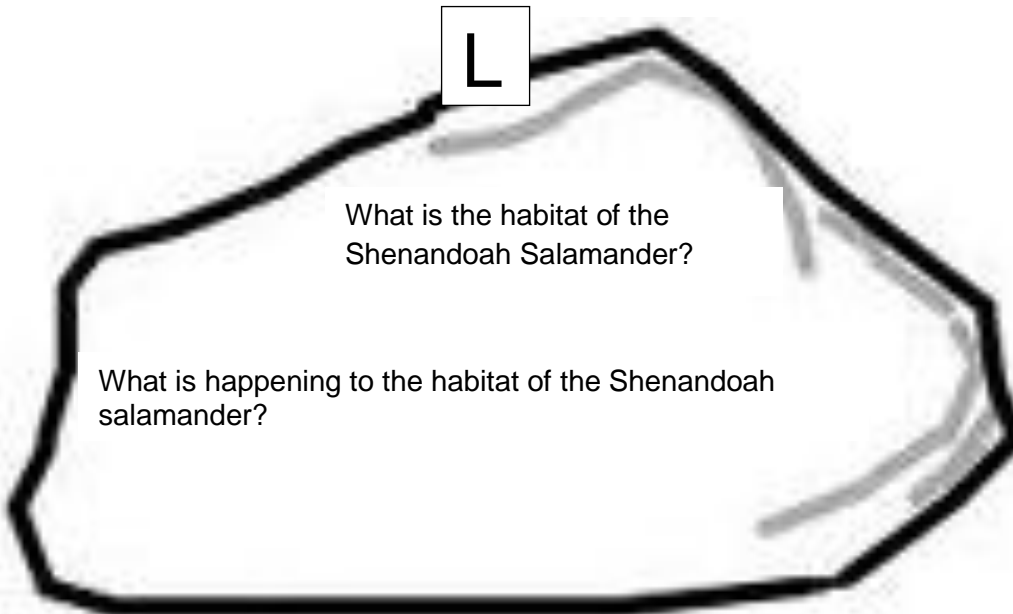 L
What is the habitat of the
Shenandoah Salamander?
What is happening to the habitat of the Shenandoah
salamander?